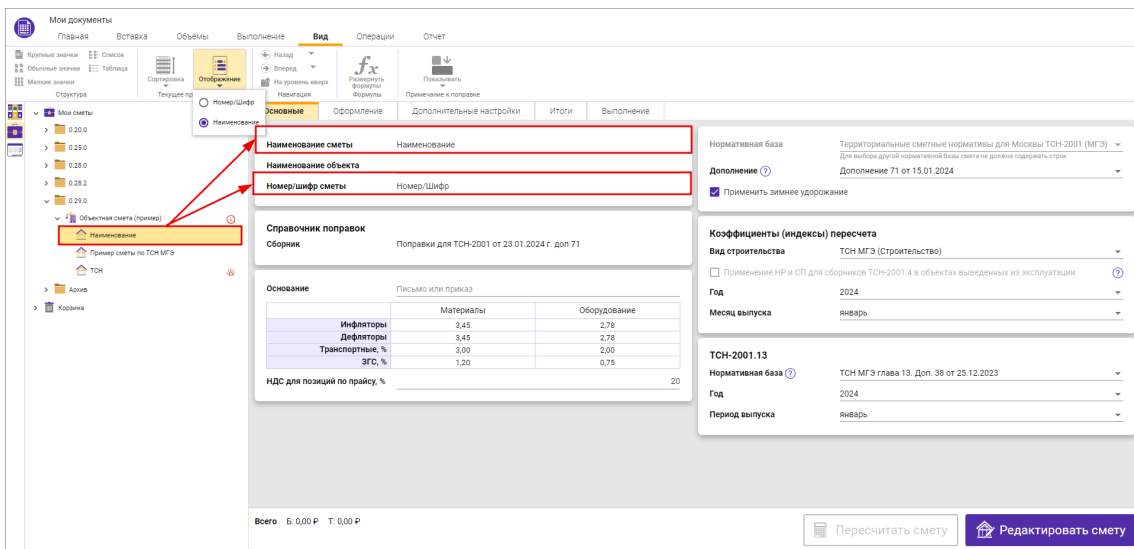 Мои документы
Главная Вставка Объёмы Выполнение Вид Операции Отчет
Крупные значки Список
Обычные значки Таблица
Мелкие значки
Структура
Сортировка Отображение
Текущее пр
Номер/Шифр
Наименование
Назад
Вперед
На уровень вверх
Навигация
fx
Развернуть формулы
Формулы
Показывать
Примечание к поправке
Мои сметы
0.20.0
0.25.0
0.28.0
0.28.2
0.29.0
Объектная смета (пример)
Наименование
Пример сметы по ТСН МГЭ
ТСН
Архив
Корзина
Основные Оформление Дополнительные настройки Итоги Выполнение
Наименование сметы Наименование
Наименование объекта
Номер/шифр сметы Номер/Шифр
Справочник поправок
Сборник Поправки для ТСН-2001 от 23.01.2024 г. доп 71
Основание Письмо или приказ
Материалы Оборудование
Инфляторы 3,45 2,78
Дефляторы 3,45 2,78
Транспортные, % 3,00 2,00
ЗГС, % 1,20 0,75
НДС для позиций по прайсу, % 20
Нормативная база Территориальные сметные нормативы для Москвы ТСН-2001 (МГЭ)
Для выбора другой нормативной базы смета не должна содержать строк
Дополнение ? Дополнение 71 от 15.01.2024
Применить зимнее удорожание
Коэффициенты (индексы) пересчета
Вид строительства ТСН МГЭ (Строительство)
Применение НР и СП для сборников ТСН-2001.4 в объектах выведенных из эксплуатации ?
Год 2024
Месяц выпуска январь
ТСН-2001.13
Нормативная база ? ТСН МГЭ глава 13. Доп. 38 от 25.12.2023
Год 2024
Период выпуска январь
Всего Б: 0,00 ₽ Т: 0,00 ₽
Пересчитать смету Редактировать смету